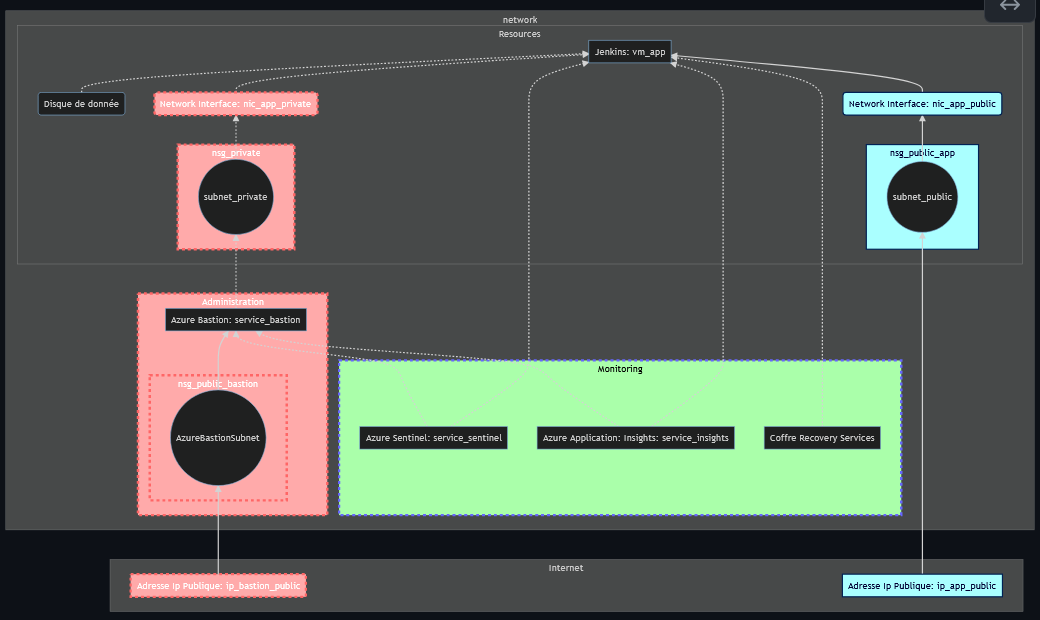 network
Resources
Jenkins: vm_app
Disque de donnée
Network Interface: nic_app_private
Network Interface: nic_app_public
nsg_private
subnet_private
nsg_public_app
subnet_public
Administration
Azure Bastion: service_bastion
nsg_public_bastion
AzureBastionSubnet
Monitoring
Azure Sentinel: service_sentinel
Azure Application: Insights: service_insights
Coffre Recovery Services
Internet
Adresse Ip Publique: ip_bastion_public
Adresse Ip Publique: ip_app_public